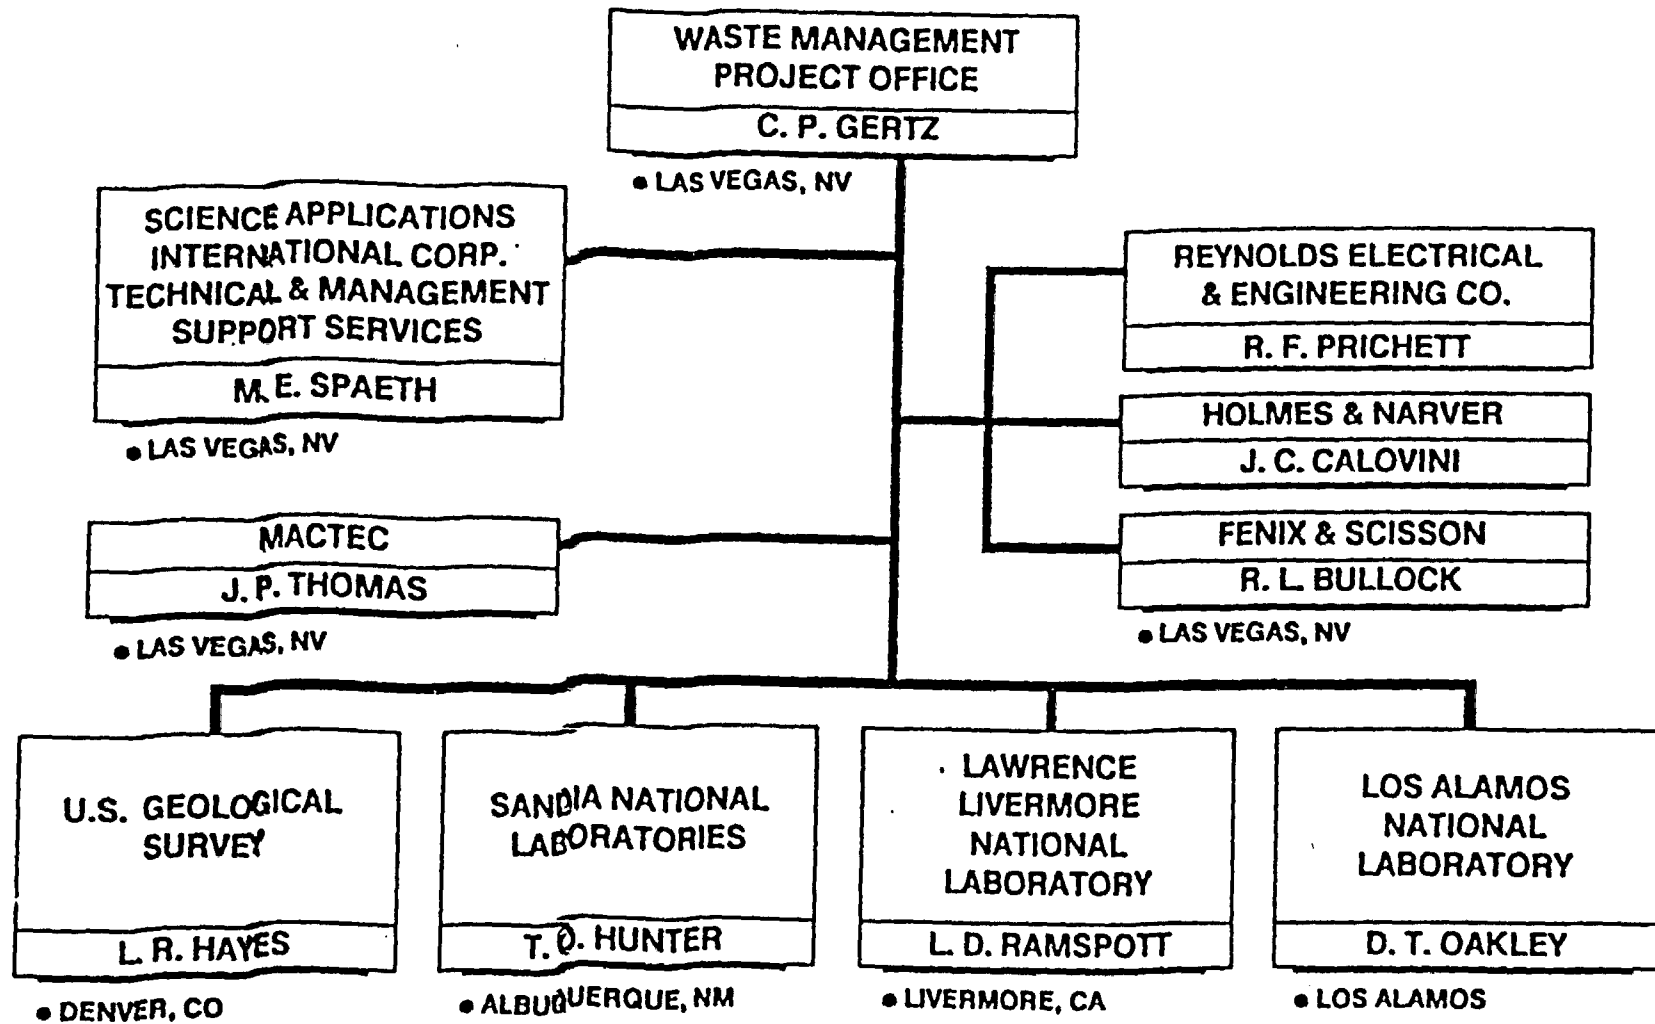 WASTE MANAGEMENT
PROJECT OFFICE
C. P. GERTZ
• LAS VEGAS, NV
SCIENCE APPLICATIONS
INTERNATIONAL CORP.
TECHNICAL & MANAGEMENT
SUPPORT SERVICES
M. E. SPAETH
• LAS VEGAS, NV
REYNOLDS ELECTRICAL
& ENGINEERING CO.
R. F. PRICHETT
HOLMES & NARVER
J. C. CALOVINI
FENIX & SCISSON
R. L. BULLOCK
• LAS VEGAS, NV
MACTEC
J. P. THOMAS
• LAS VEGAS, NV
U.S. GEOLOGICAL
SURVEY
L. R. HAYES
• DENVER, CO
SANDIA NATIONAL
LABORATORIES
T. O. HUNTER
• ALBUQUERQUE, NM
LAWRENCE
LIVERMORE
NATIONAL
LABORATORY
L. D. RAMSPOTT
• LIVERMORE, CA
LOS ALAMOS
NATIONAL
LABORATORY
D. T. OAKLEY
• LOS ALAMOS